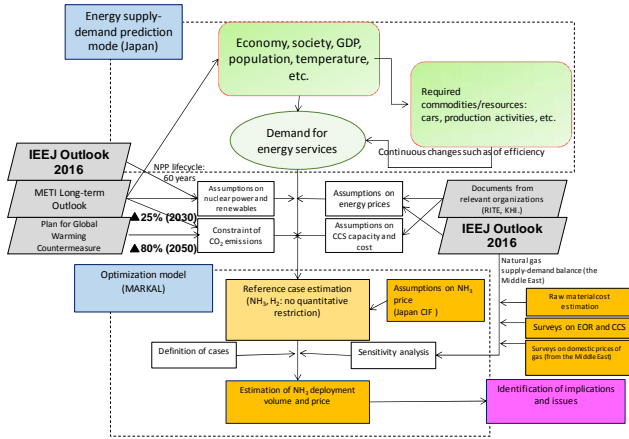 Energy supply-
demand prediction
mode (Japan)
Economy, society, GDP,
population, temperature,
etc.
Required
commodities/resources:
cars, production activities, etc.
Demand for
energy services
Continuous changes such as of efficiency
IEEJ Outlook
2016
NPP lifecycle:
60 years
METI Long-term
Outlook
▲25% (2030)
Plan for Global
Warming
Countermeasure
▲80% (2050)
Assumptions on
nuclear power and
renewables
Assumptions on
energy prices
Constraint of
CO2 emissions
Assumptions on
CCS capacity and
cost
Documents from
relevant organizations
(RITE, KHI.)
IEEJ Outlook
2016
Natural gas
supply-demand balance (the
Middle East)
Optimization model
(MARKAL)
Reference case estimation
(NH3, H2: no quantitative
restriction)
Assumptions on NH3
price
(Japan CIF )
Raw material cost
estimation
Surveys on EOR and CCS
Surveys on domestic prices of
gas (from the Middle East)
Definition of cases
Sensitivity analysis
Estimation of NH3 deployment
volume and price
Identification of implications
and issues